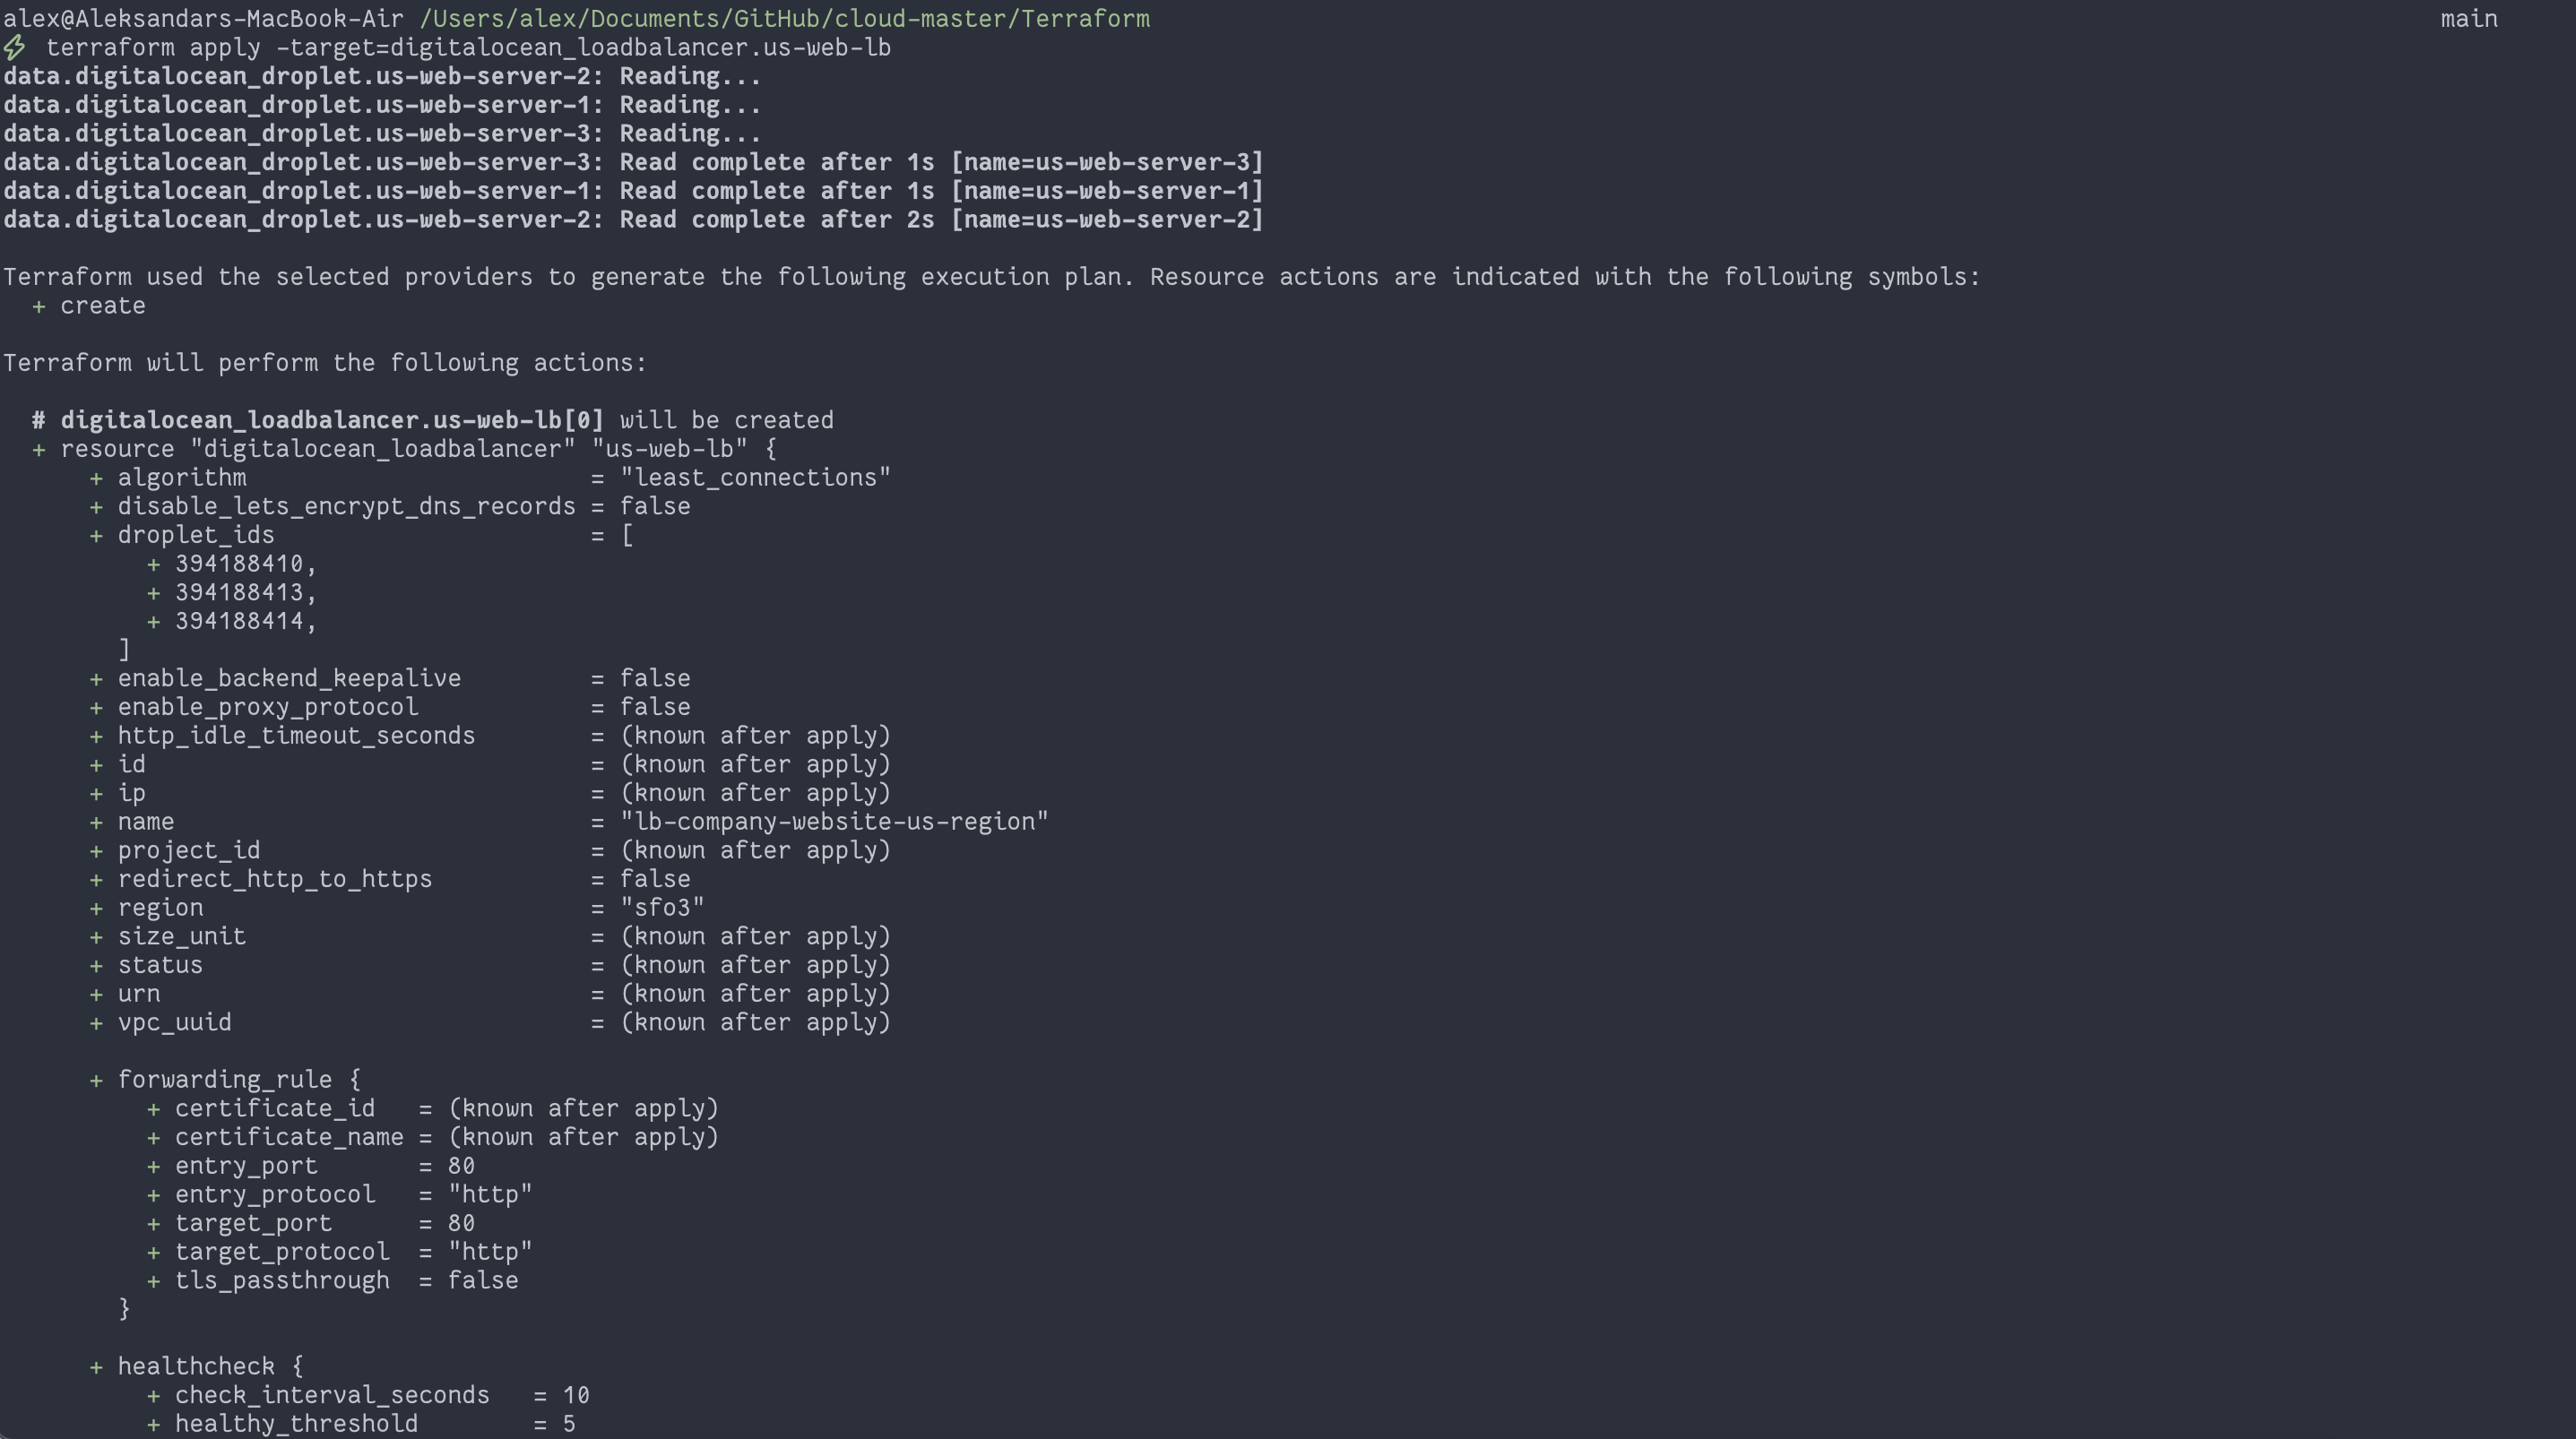 alex@Aleksandars-MacBook-Air /Users/alex/Documents/GitHub/cloud-master/Terraform main
terraform apply -target=digitalocean_loadbalancer.us-web-lb
data.digitalocean_droplet.us-web-server-2: Reading...
data.digitalocean_droplet.us-web-server-1: Reading...
data.digitalocean_droplet.us-web-server-3: Reading...
data.digitalocean_droplet.us-web-server-3: Read complete after 1s [name=us-web-server-3]
data.digitalocean_droplet.us-web-server-1: Read complete after 1s [name=us-web-server-1]
data.digitalocean_droplet.us-web-server-2: Read complete after 2s [name=us-web-server-2]

Terraform used the selected providers to generate the following execution plan. Resource actions are indicated with the following symbols:
  + create

Terraform will perform the following actions:

  # digitalocean_loadbalancer.us-web-lb[0] will be created
  + resource "digitalocean_loadbalancer" "us-web-lb" {
      + algorithm                        = "least_connections"
      + disable_lets_encrypt_dns_records = false
      + droplet_ids                      = [
          + 394188410,
          + 394188413,
          + 394188414,
        ]
      + enable_backend_keepalive         = false
      + enable_proxy_protocol            = false
      + http_idle_timeout_seconds        = (known after apply)
      + id                               = (known after apply)
      + ip                               = (known after apply)
      + name                             = "lb-company-website-us-region"
      + project_id                       = (known after apply)
      + redirect_http_to_https           = false
      + region                           = "sfo3"
      + size_unit                        = (known after apply)
      + status                           = (known after apply)
      + urn                              = (known after apply)
      + vpc_uuid                         = (known after apply)

      + forwarding_rule {
          + certificate_id   = (known after apply)
          + certificate_name = (known after apply)
          + entry_port       = 80
          + entry_protocol   = "http"
          + target_port      = 80
          + target_protocol  = "http"
          + tls_passthrough  = false
        }

      + healthcheck {
          + check_interval_seconds   = 10
          + healthy_threshold        = 5